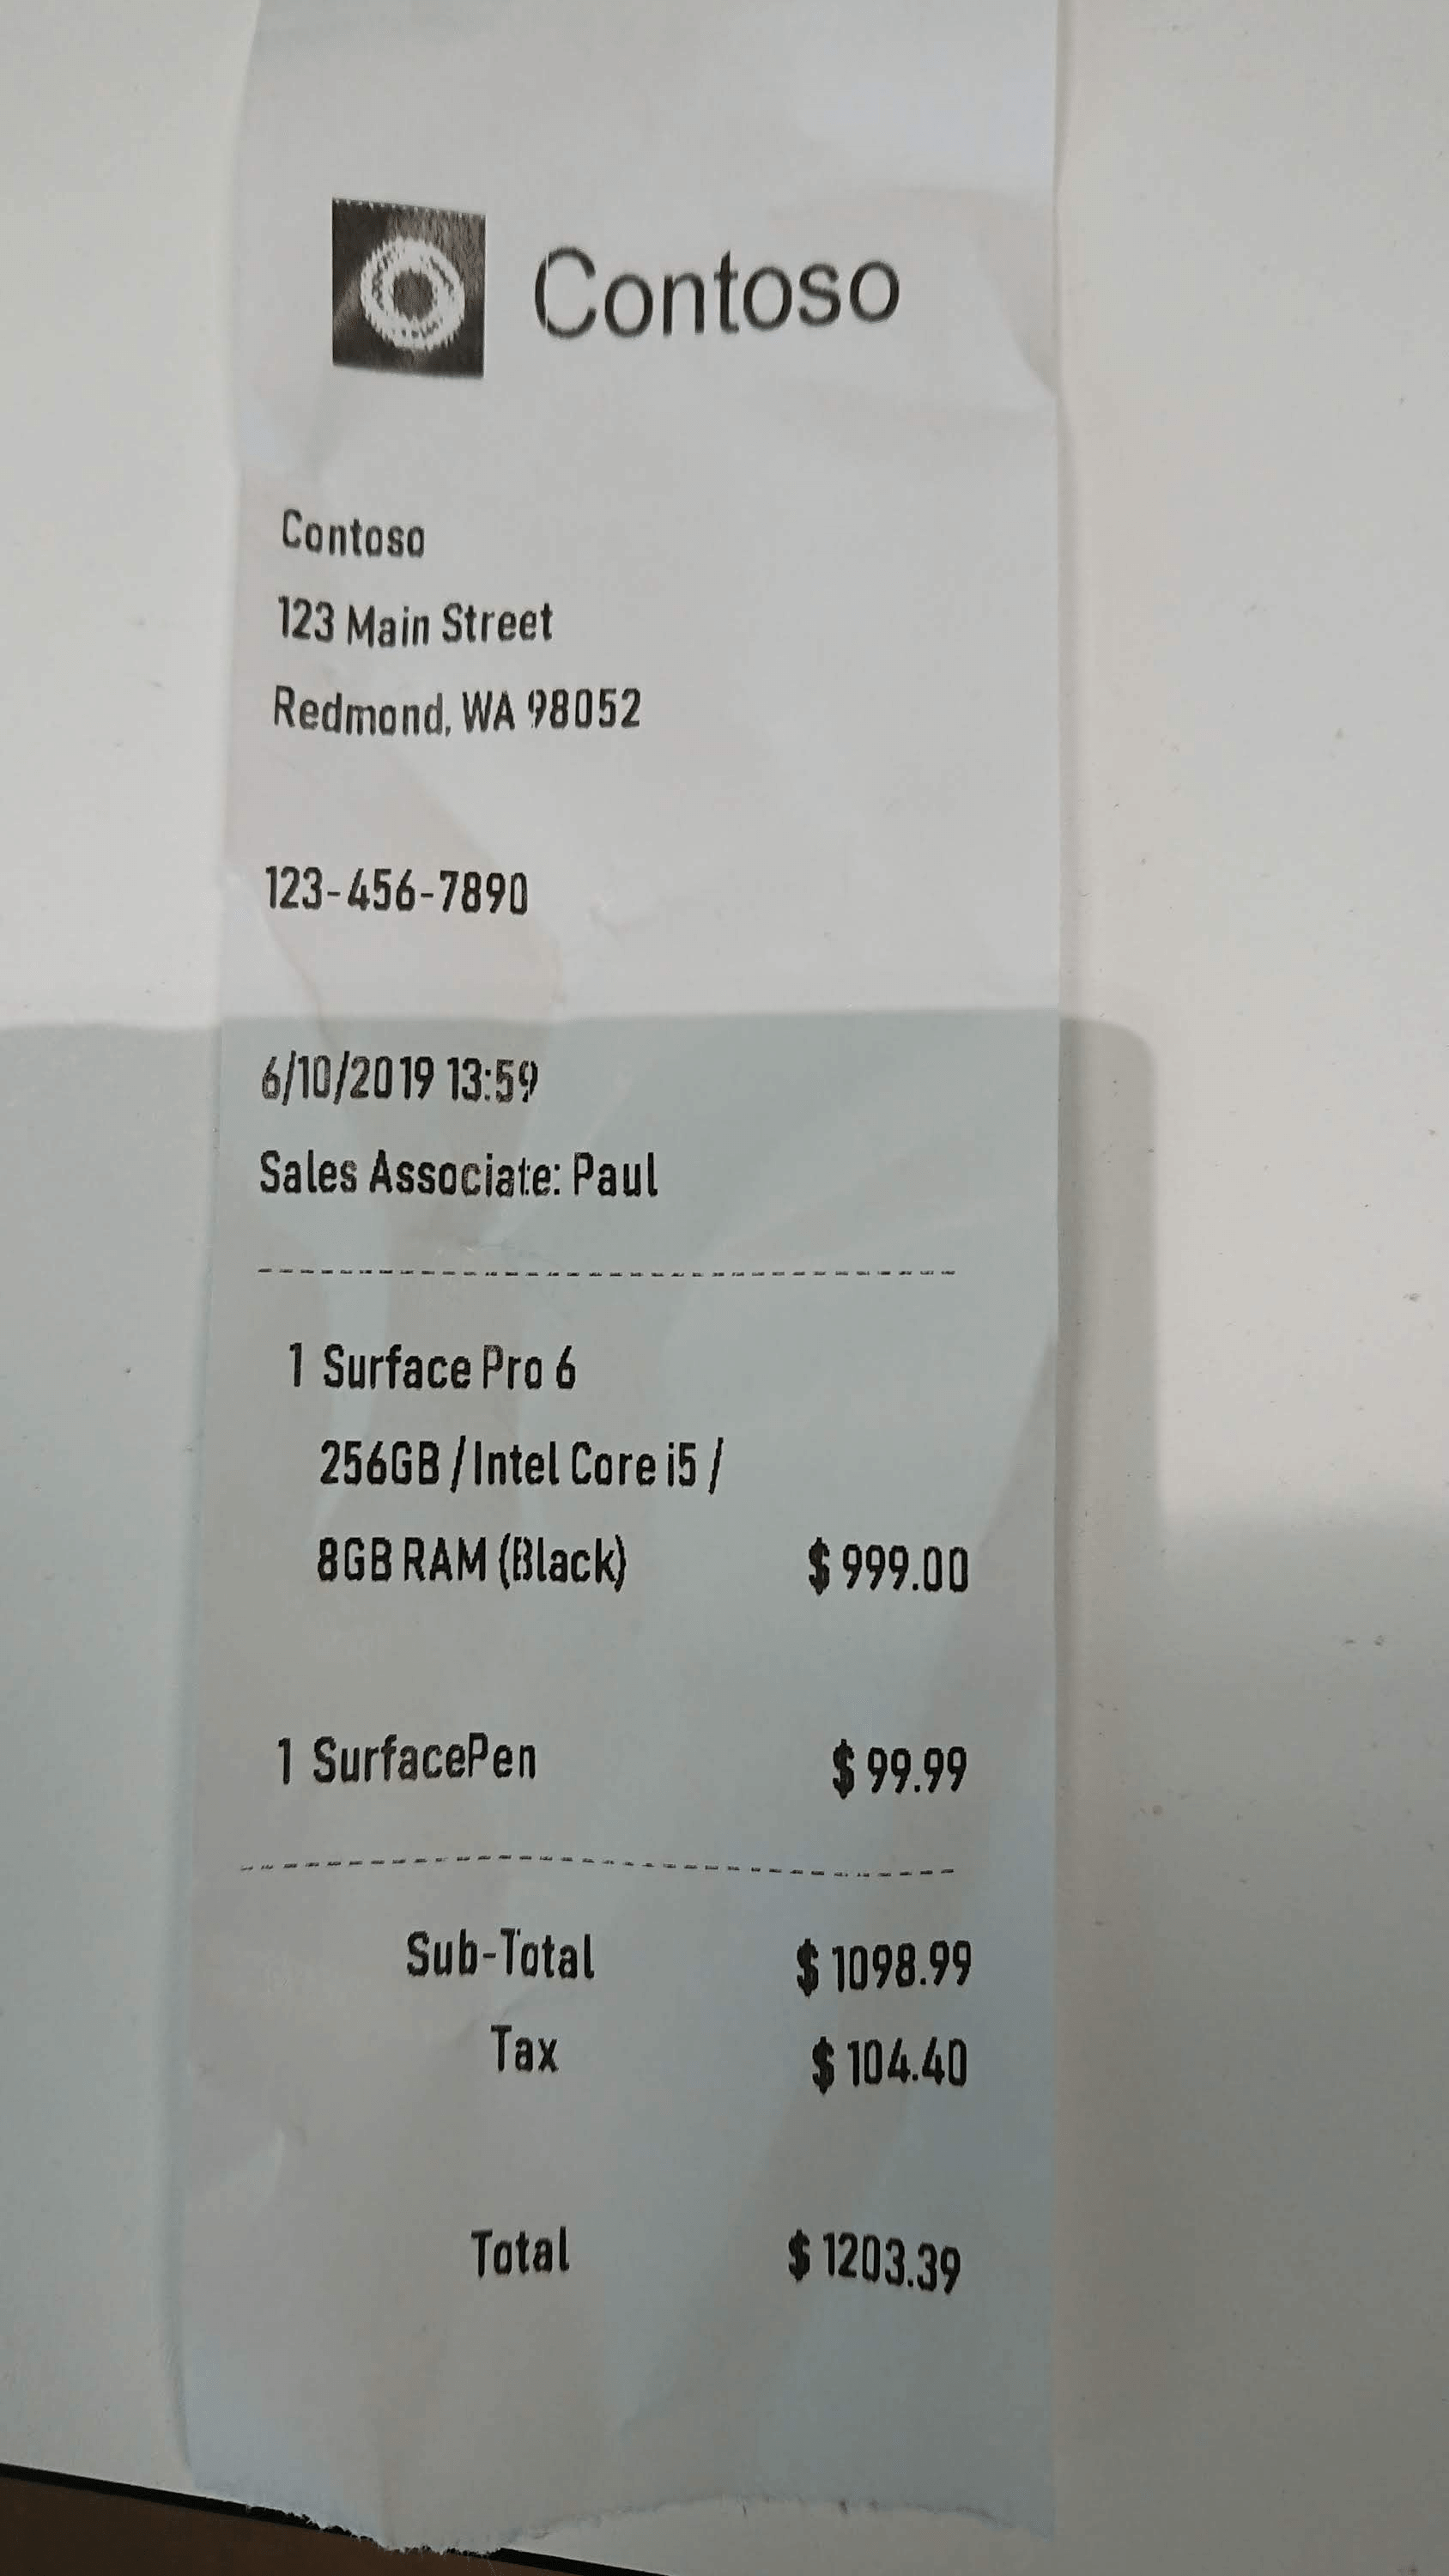 Contoso
Contoso
123 Main Street
Redmond, WA 98052
123-456-7890
6/10/2019 13:59
Sales Associate: Paul
1 Surface Pro 6
256GB / Intel Core i5 /
8GB RAM (Black) $ 999.00
1 SurfacePen $ 99.99
Sub-Total $ 1098.99
Tax $ 104.40
Total $ 1203.39